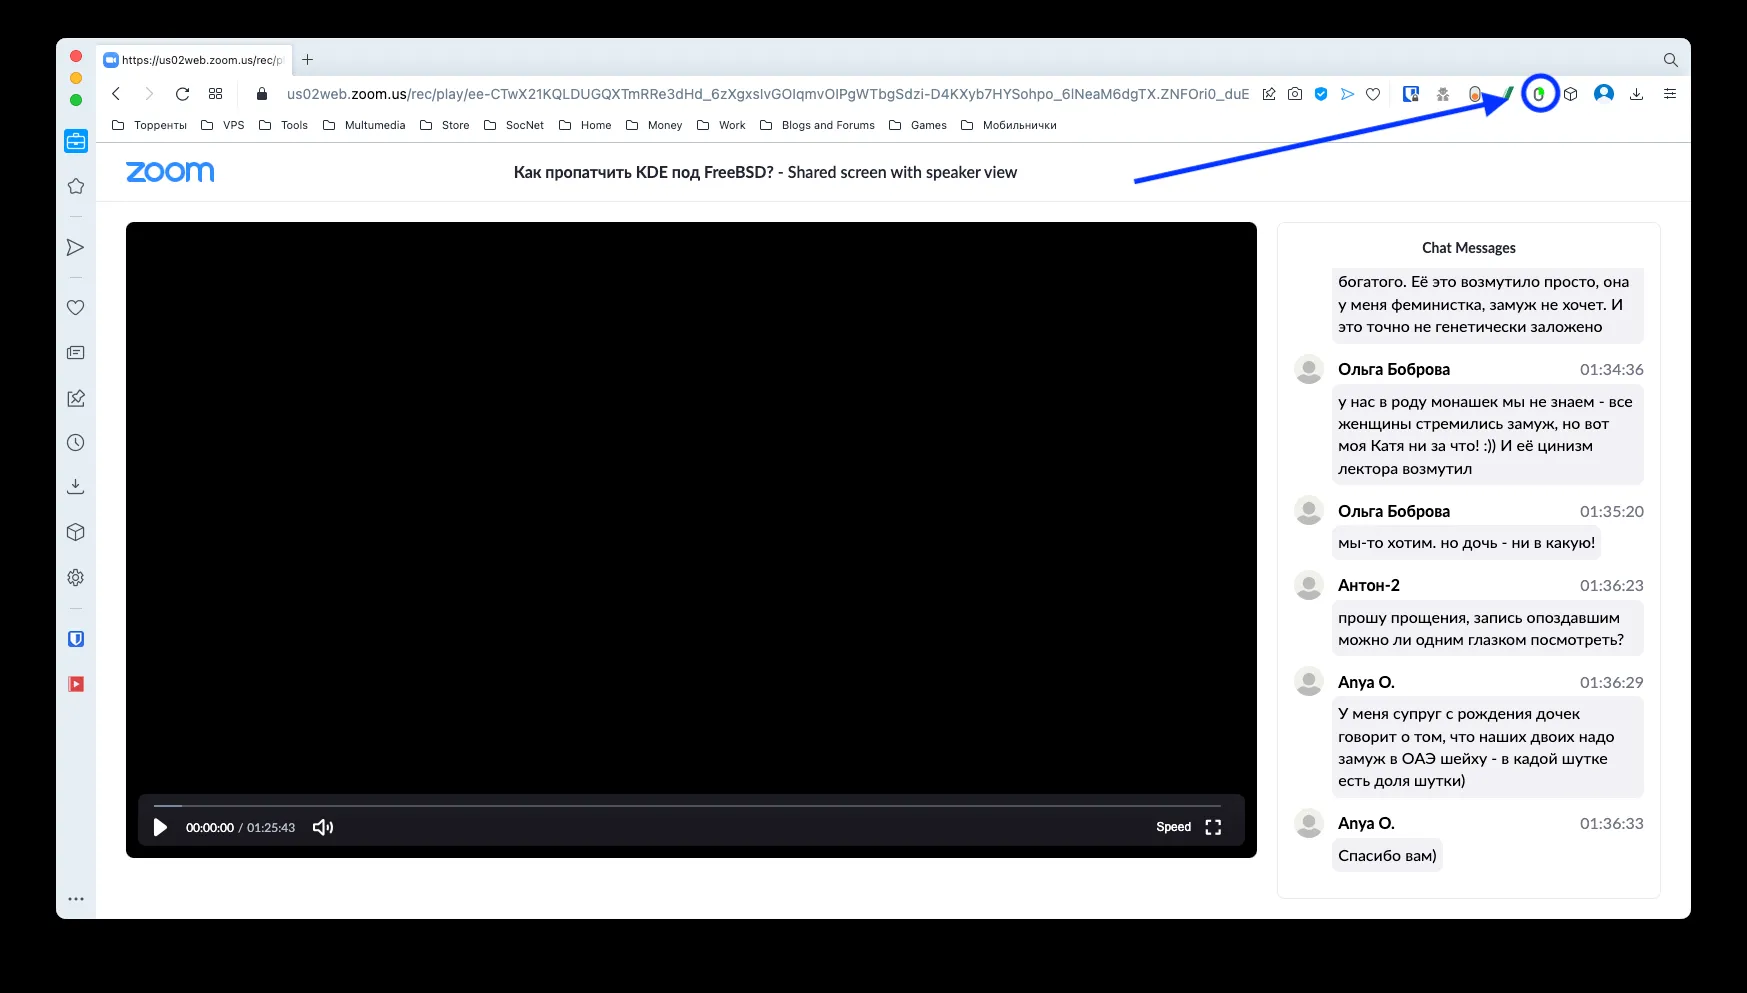 https://us02web.zoom.us/rec/pl
us02web.zoom.us/rec/play/ee-CTwX21KQLDUGQXTmRRe3dHd_6zXgxslvGOlqmvOlPgWTbgSdzi-D4KXyb7HYSohpo_6lNeaM6dgTX.ZNFOri0_duE
Торренты VPS Tools Multumedia Store SocNet Home Money Work Blogs and Forums Games Мобильнички
zoom
Как пропатчить KDE под FreeBSD? - Shared screen with speaker view
Chat Messages
богатого. Её это возмутило просто, она
у меня феминистка, замуж не хочет. И
это точно не генетически заложено
Ольга Боброва 01:34:36
у нас в роду монашек мы не знаем - все
женщины стремились замуж, но вот
моя Катя ни за что! :)) И её цинизм
лектора возмутил
Ольга Боброва 01:35:20
мы-то хотим. но дочь - ни в какую!
Антон-2 01:36:23
прошу прощения, запись опоздавшим
можно ли одним глазком посмотреть?
Anya O. 01:36:29
У меня супруг с рождения дочек
говорит о том, что наших двоих надо
замуж в ОАЭ шейху - в кадой шутке
есть доля шутки)
Anya O. 01:36:33
Спасибо вам)
00:00:00 / 01:25:43
Speed